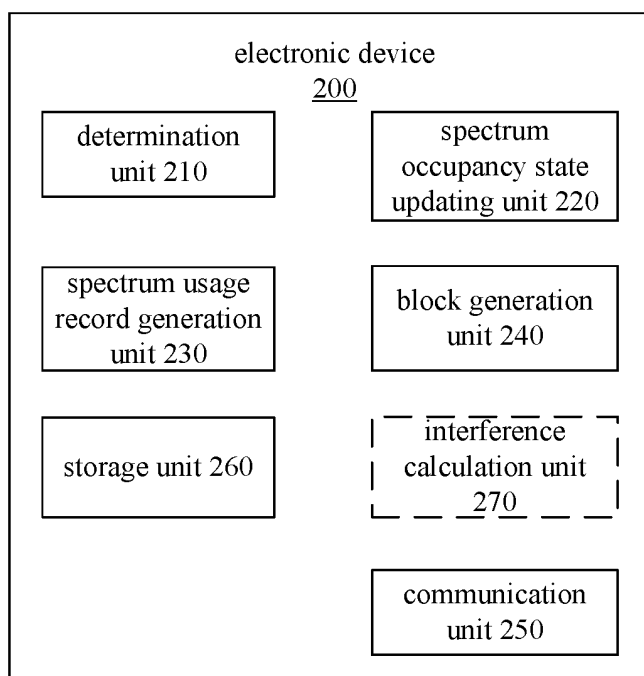 electronic device
200
determination
unit 210
spectrum
occupancy state
updating unit 220
spectrum usage
record generation
unit 230
block generation
unit 240
storage unit 260
interference
calculation unit
270
communication
unit 250